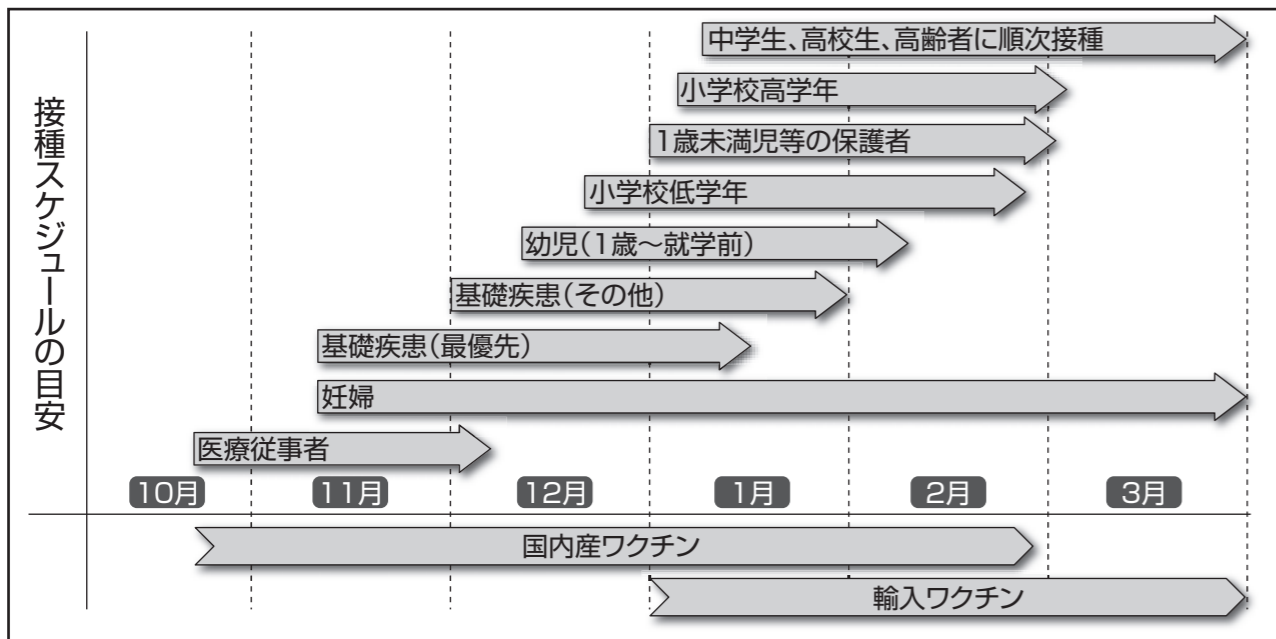 接種スケジュールの目安
中学生、高校生、高齢者に順次接種
小学校高学年
1歳未満児等の保護者
小学校低学年
幼児(1歳～就学前)
基礎疾患(その他)
基礎疾患(最優先)
妊婦
医療従事者
10月 11月 12月 1月 2月 3月
国内産ワクチン
輸入ワクチン